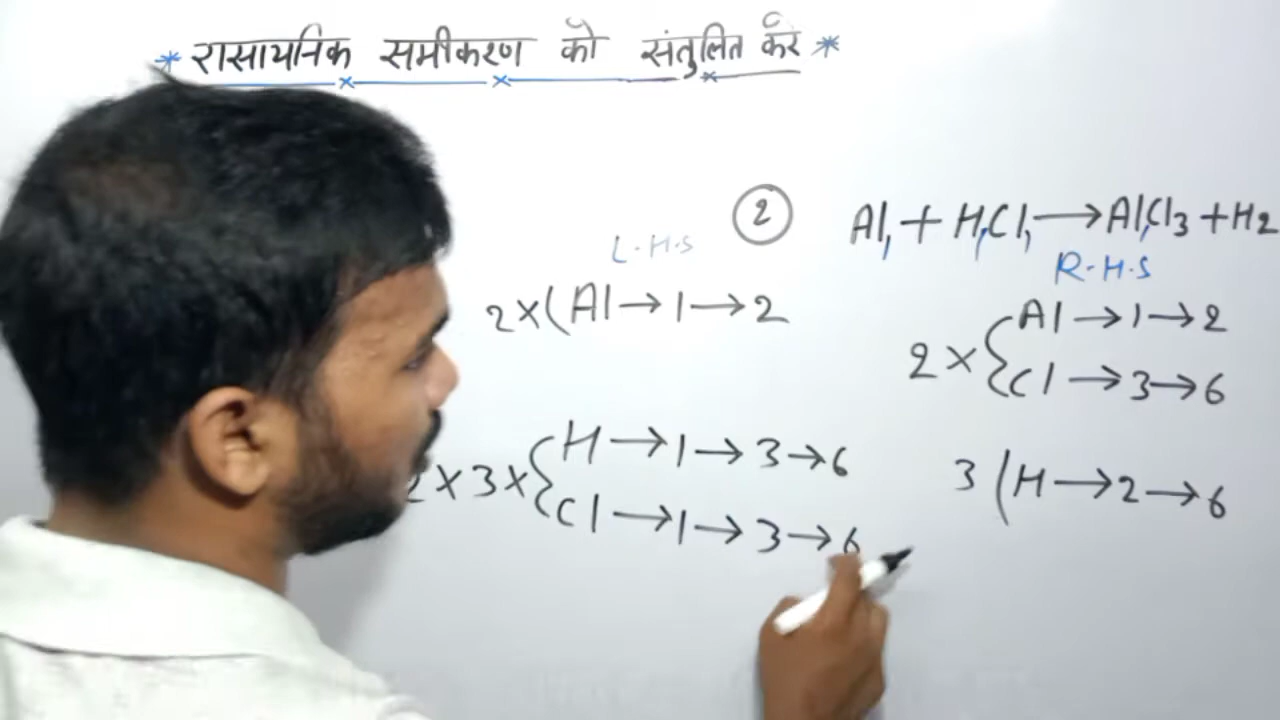 * रासायनिक समीकरण को संतुलित करे *
2 Al₁ + H₁Cl₁ → Al₁Cl₃ + H₂
L.H.S
R.H.S
2×(Al→1→2
2×{Al→1→2
Cl→3→6
2×3×{H→1→3→6
Cl→1→3→6
3(H→2→6